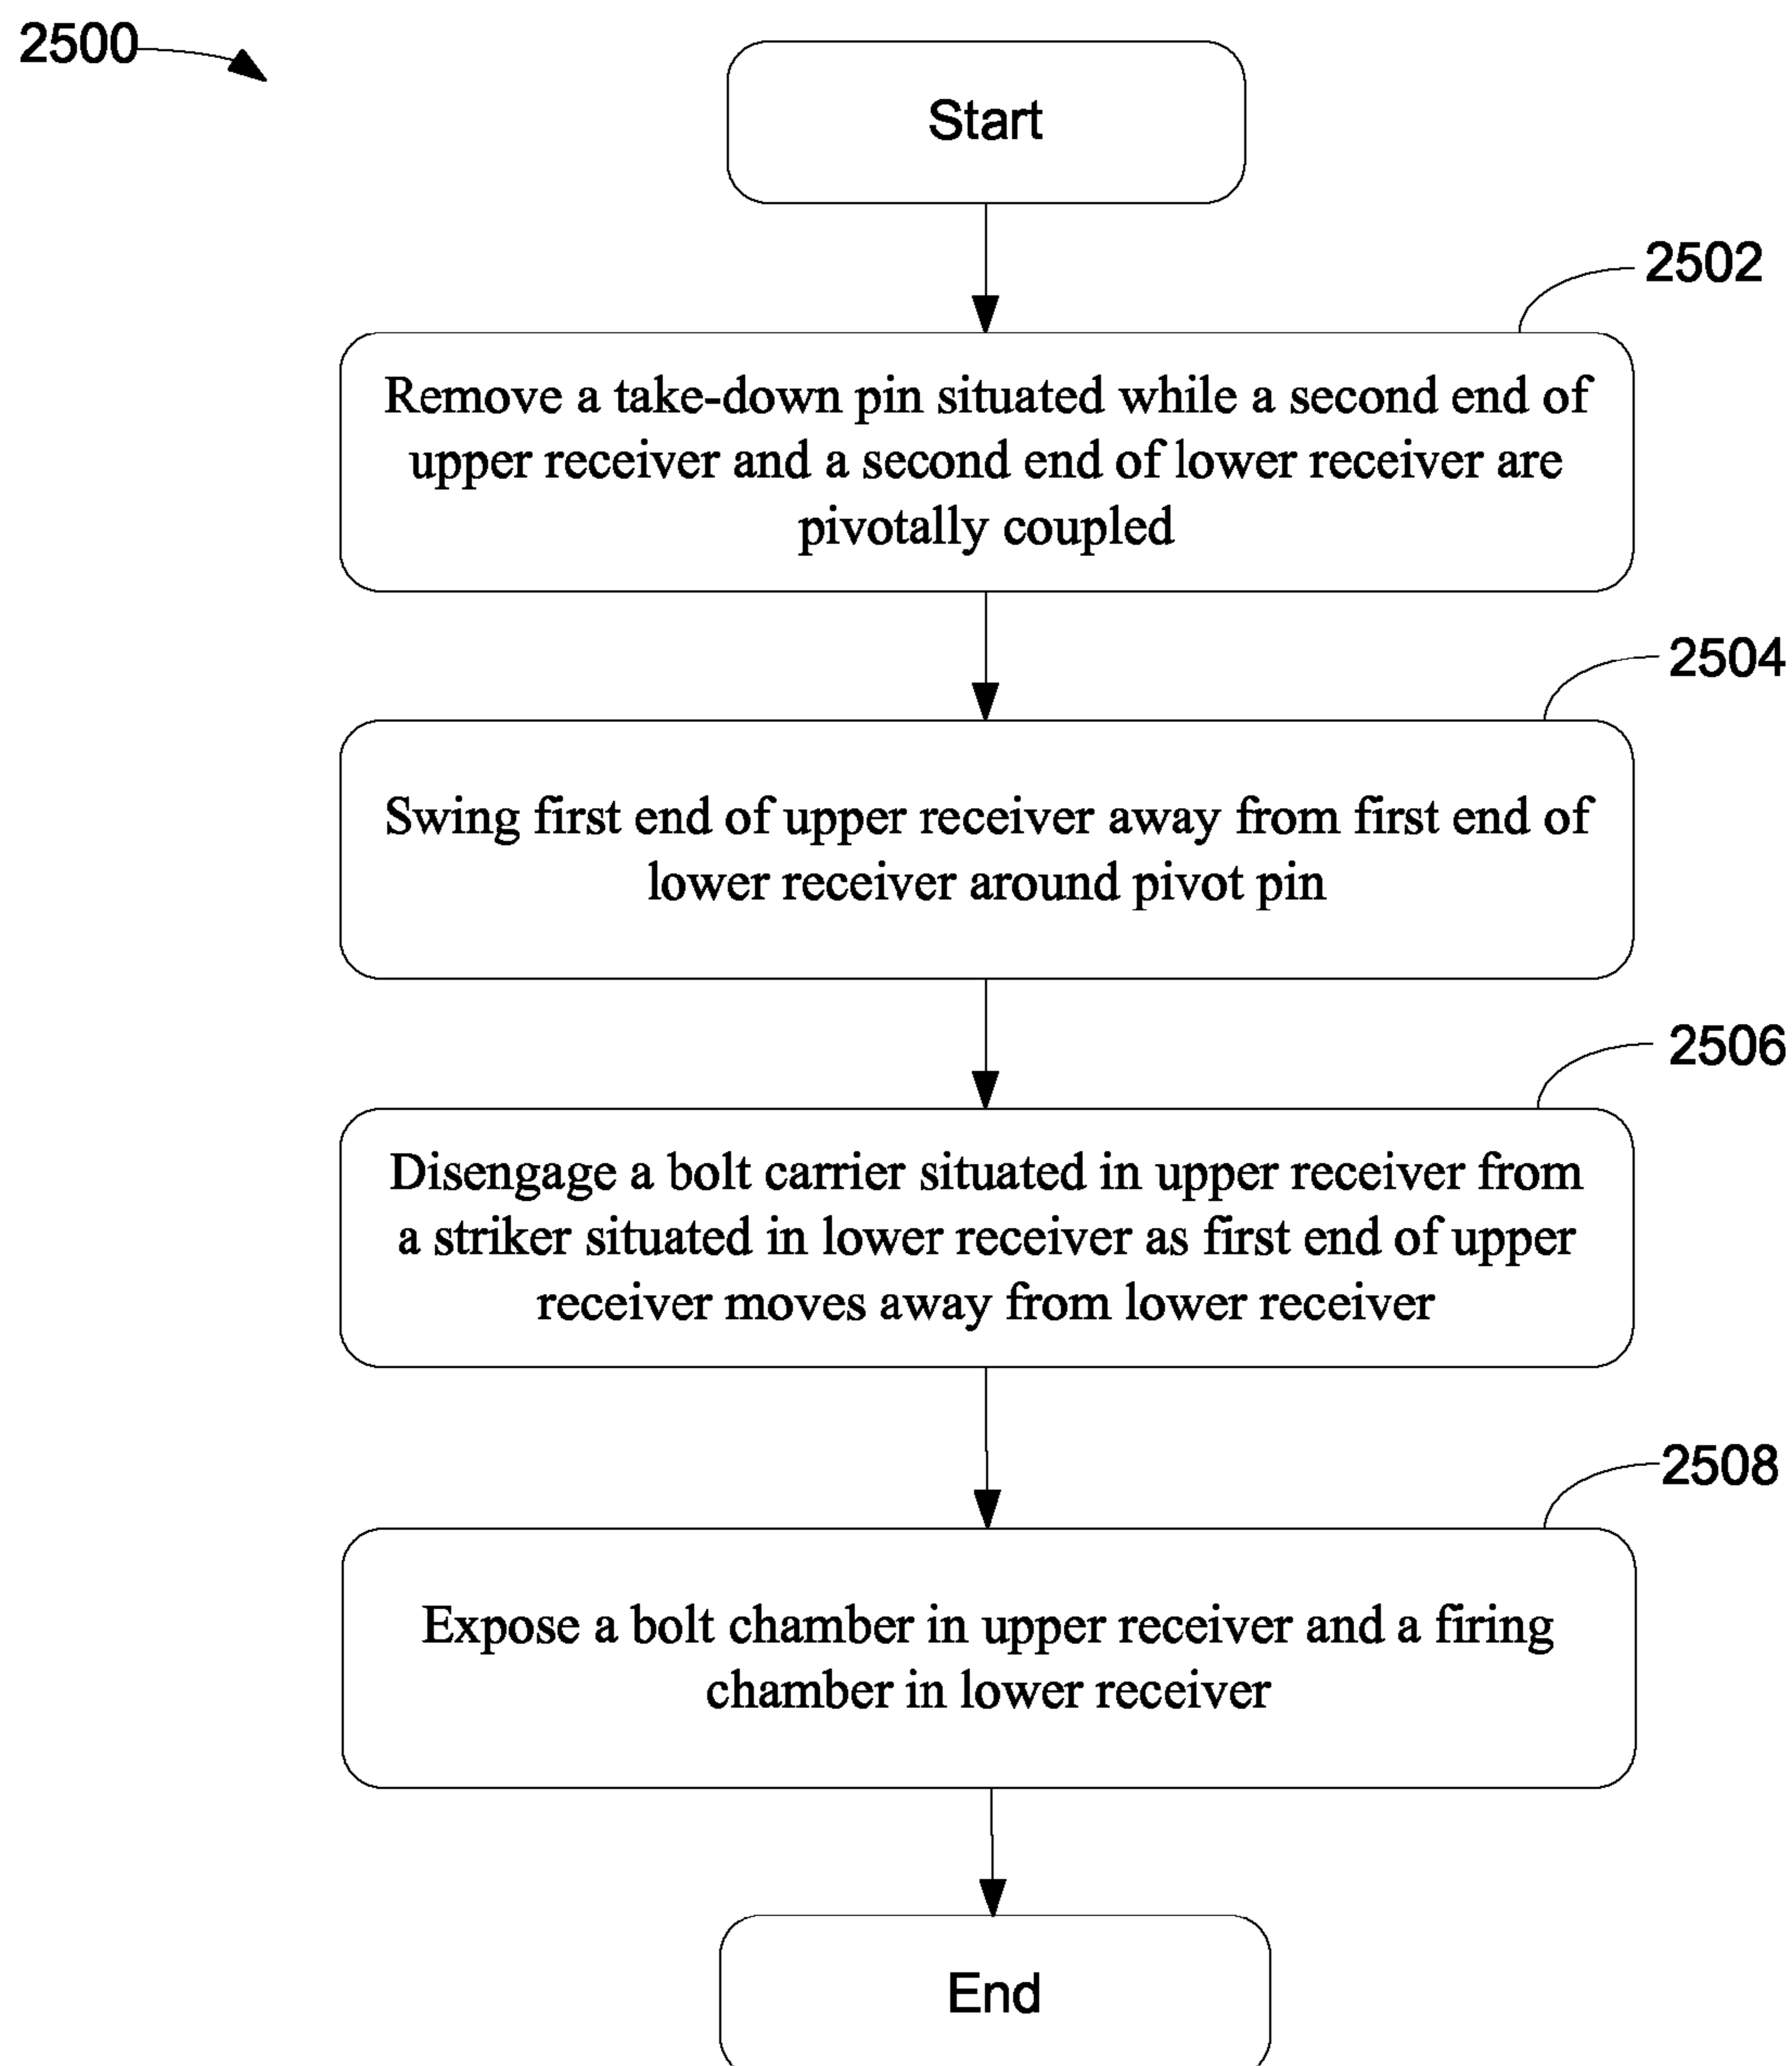 2500
Start
2502
Remove a take-down pin situated while a second end of
upper receiver and a second end of lower receiver are
pivotally coupled
2504
Swing first end of upper receiver away from first end of
lower receiver around pivot pin
2506
Disengage a bolt carrier situated in upper receiver from
a striker situated in lower receiver as first end of upper
receiver moves away from lower receiver
2508
Expose a bolt chamber in upper receiver and a firing
chamber in lower receiver
End